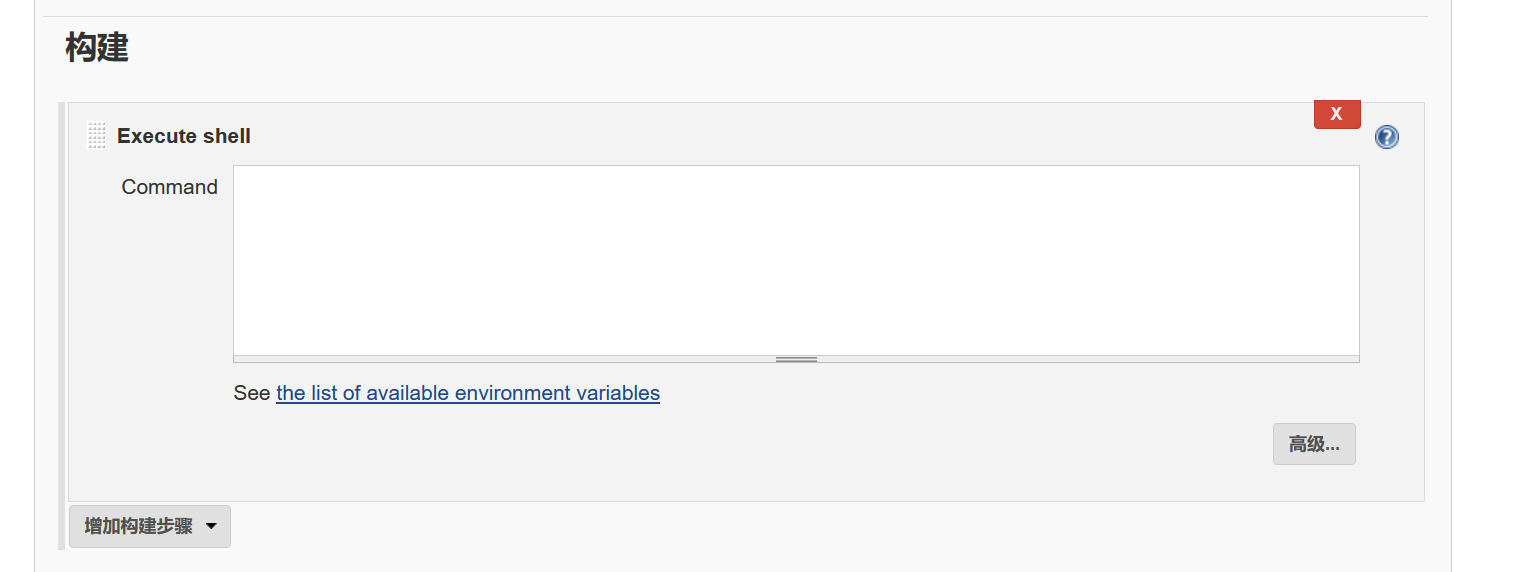 构建
X
Execute shell
?
Command
See the list of available environment variables
高级...
增加构建步骤